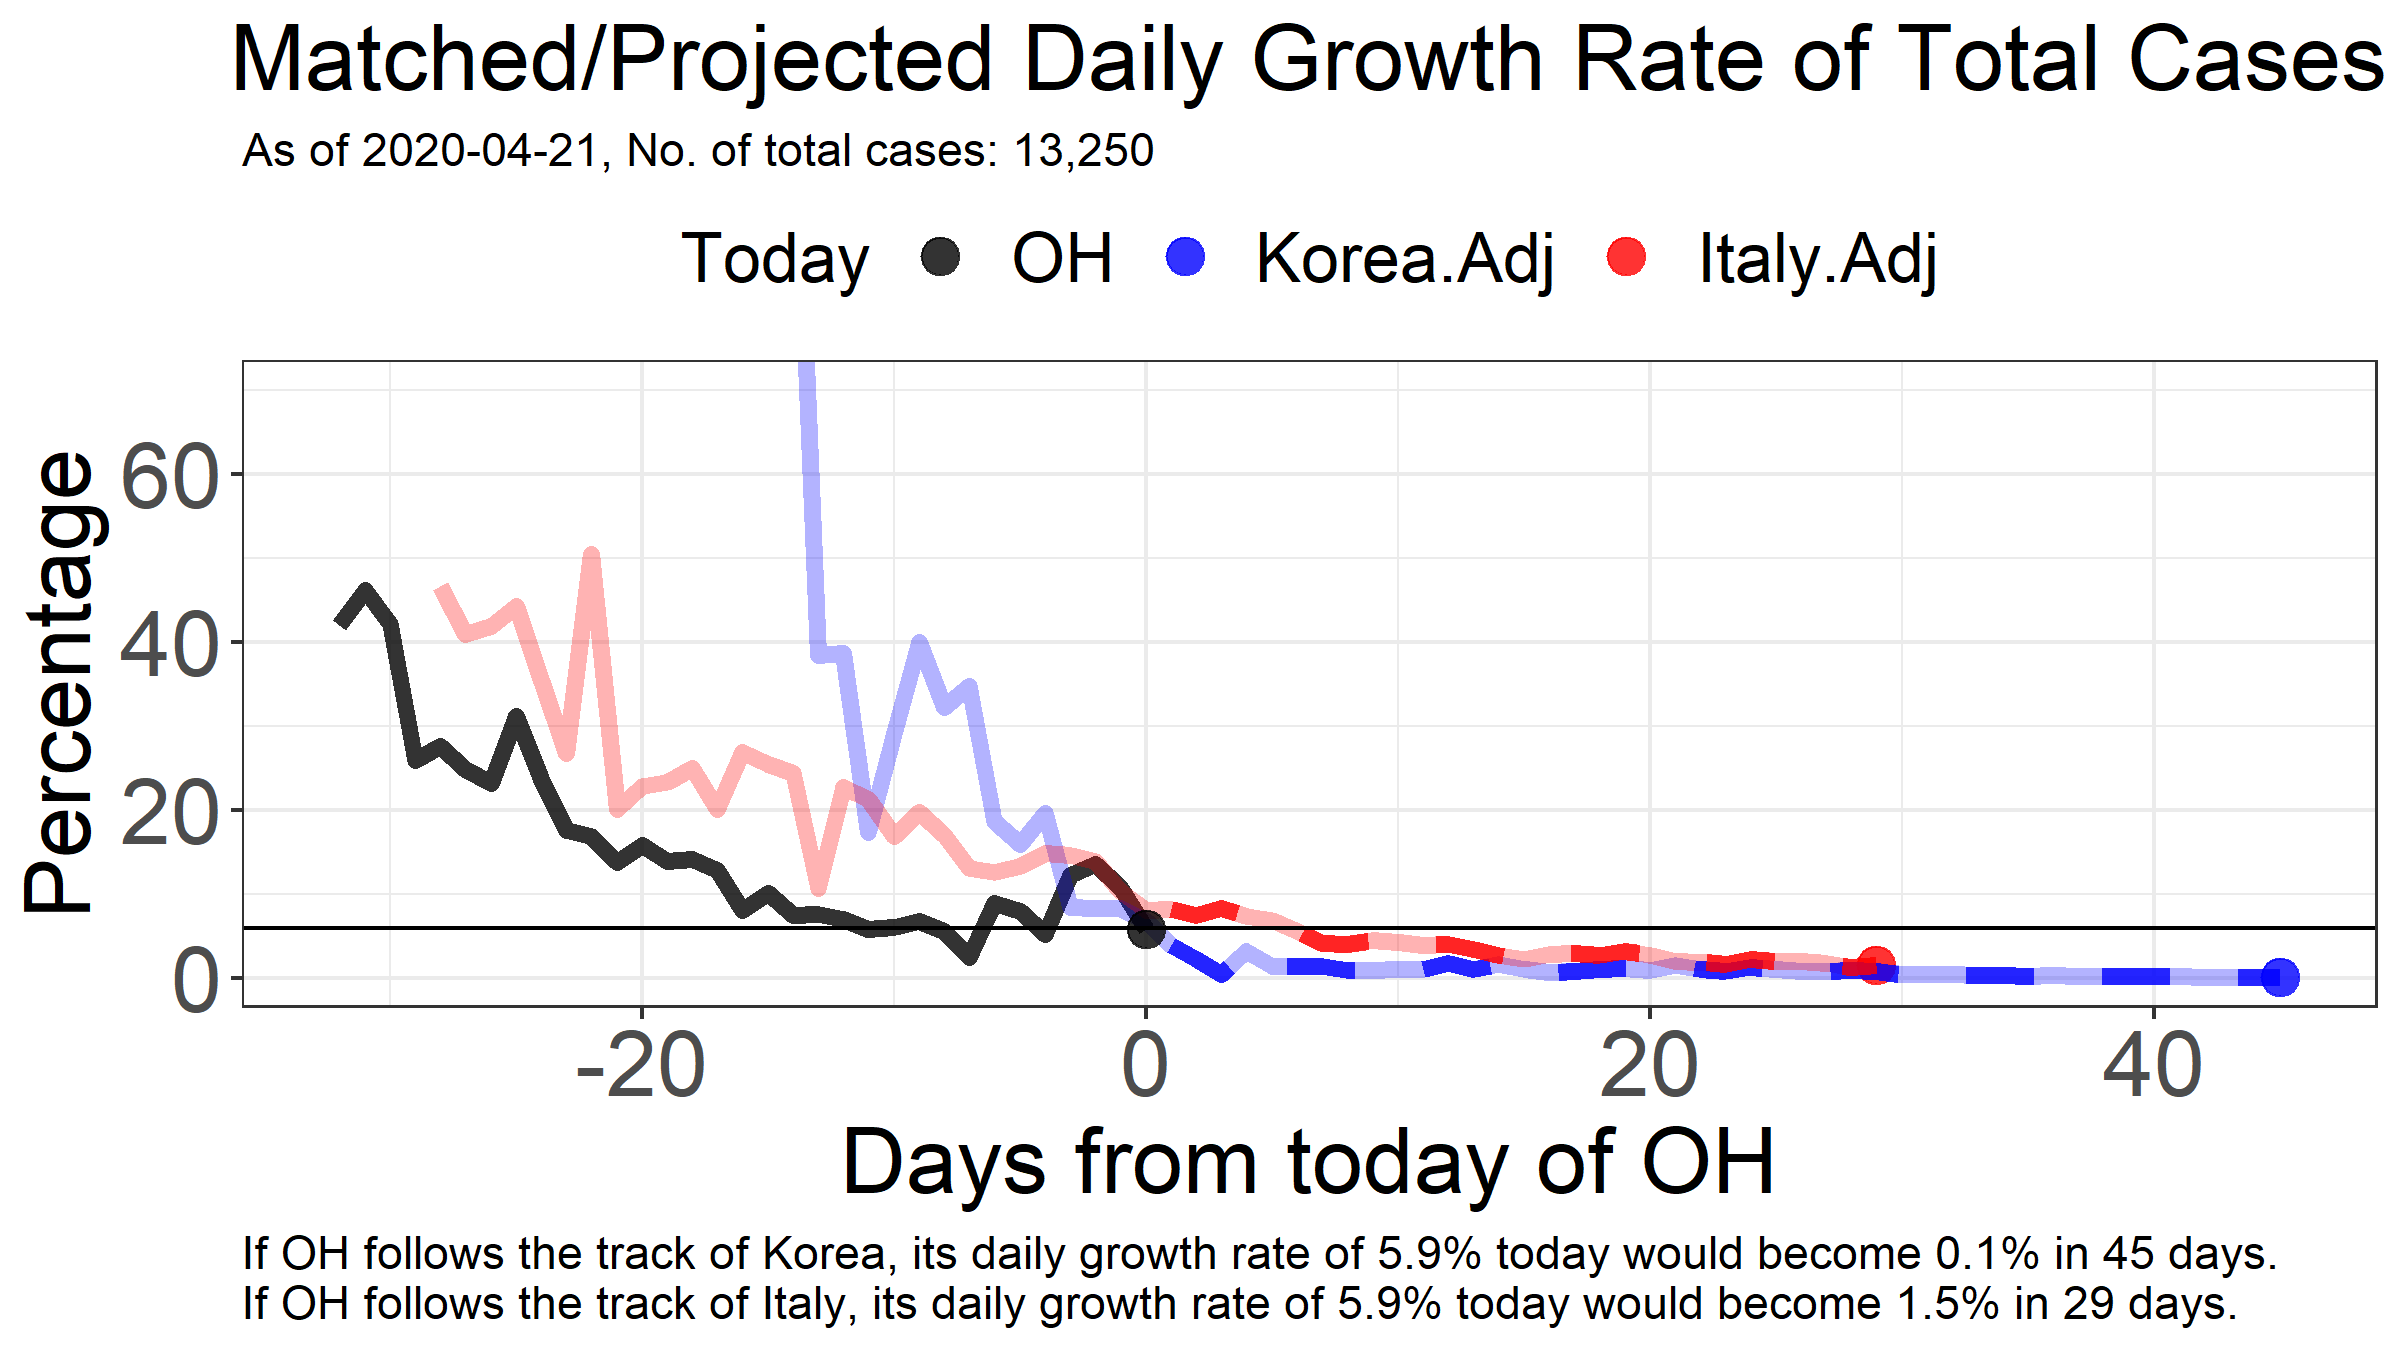 Matched/Projected Daily Growth Rate of Total Cases
As of 2020-04-21, No. of total cases: 13,250
Today OH Korea.Adj Italy.Adj
Percentage
60
40
20
0
-20 0 20 40
Days from today of OH
If OH follows the track of Korea, its daily growth rate of 5.9% today would become 0.1% in 45 days.
If OH follows the track of Italy, its daily growth rate of 5.9% today would become 1.5% in 29 days.